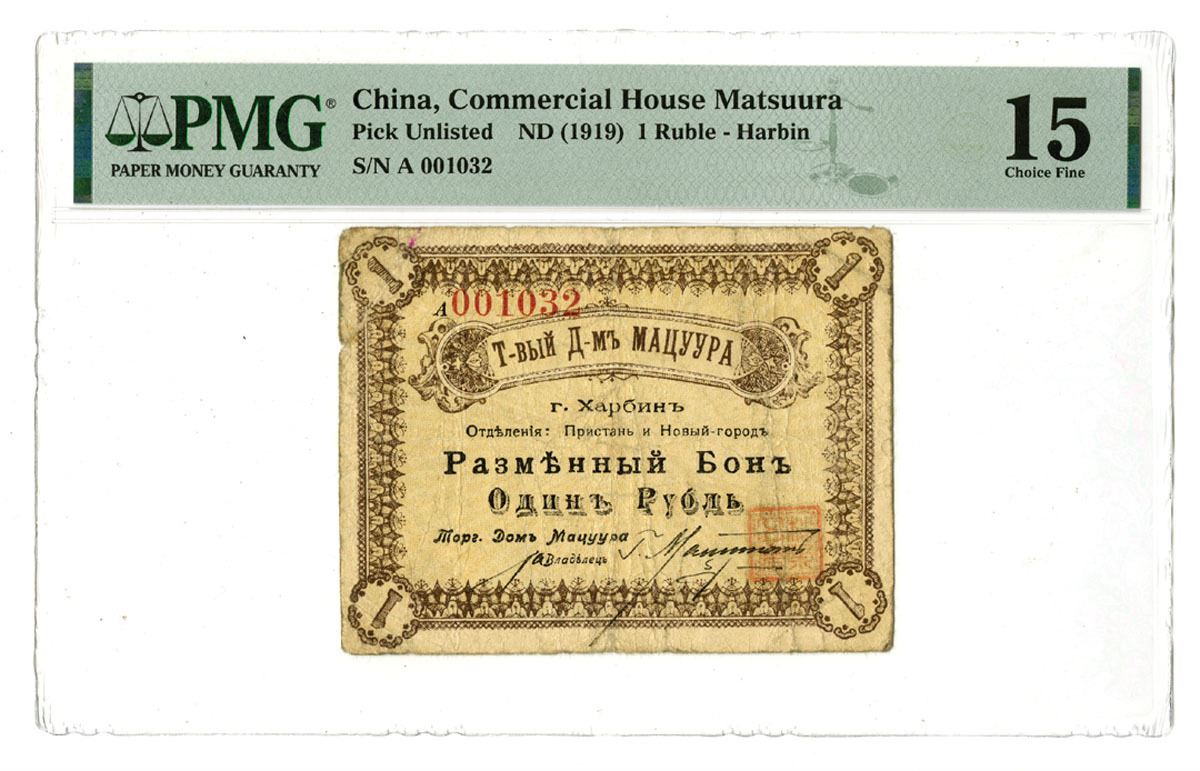 PMG®
PAPER MONEY GUARANTY
China, Commercial House Matsuura
Pick Unlisted ND (1919) 1 Ruble - Harbin
S/N A 001032
15
Choice Fine
1
1
A 001032
Т-вый Д-мъ МАЦУУРА
г. Харбинъ
Отдѣленія: Пристань и Новый-городъ
Размѣнный Бонъ
Одинъ Рубль
Торг. Домъ Мацуура
Владѣлецъ
1
1